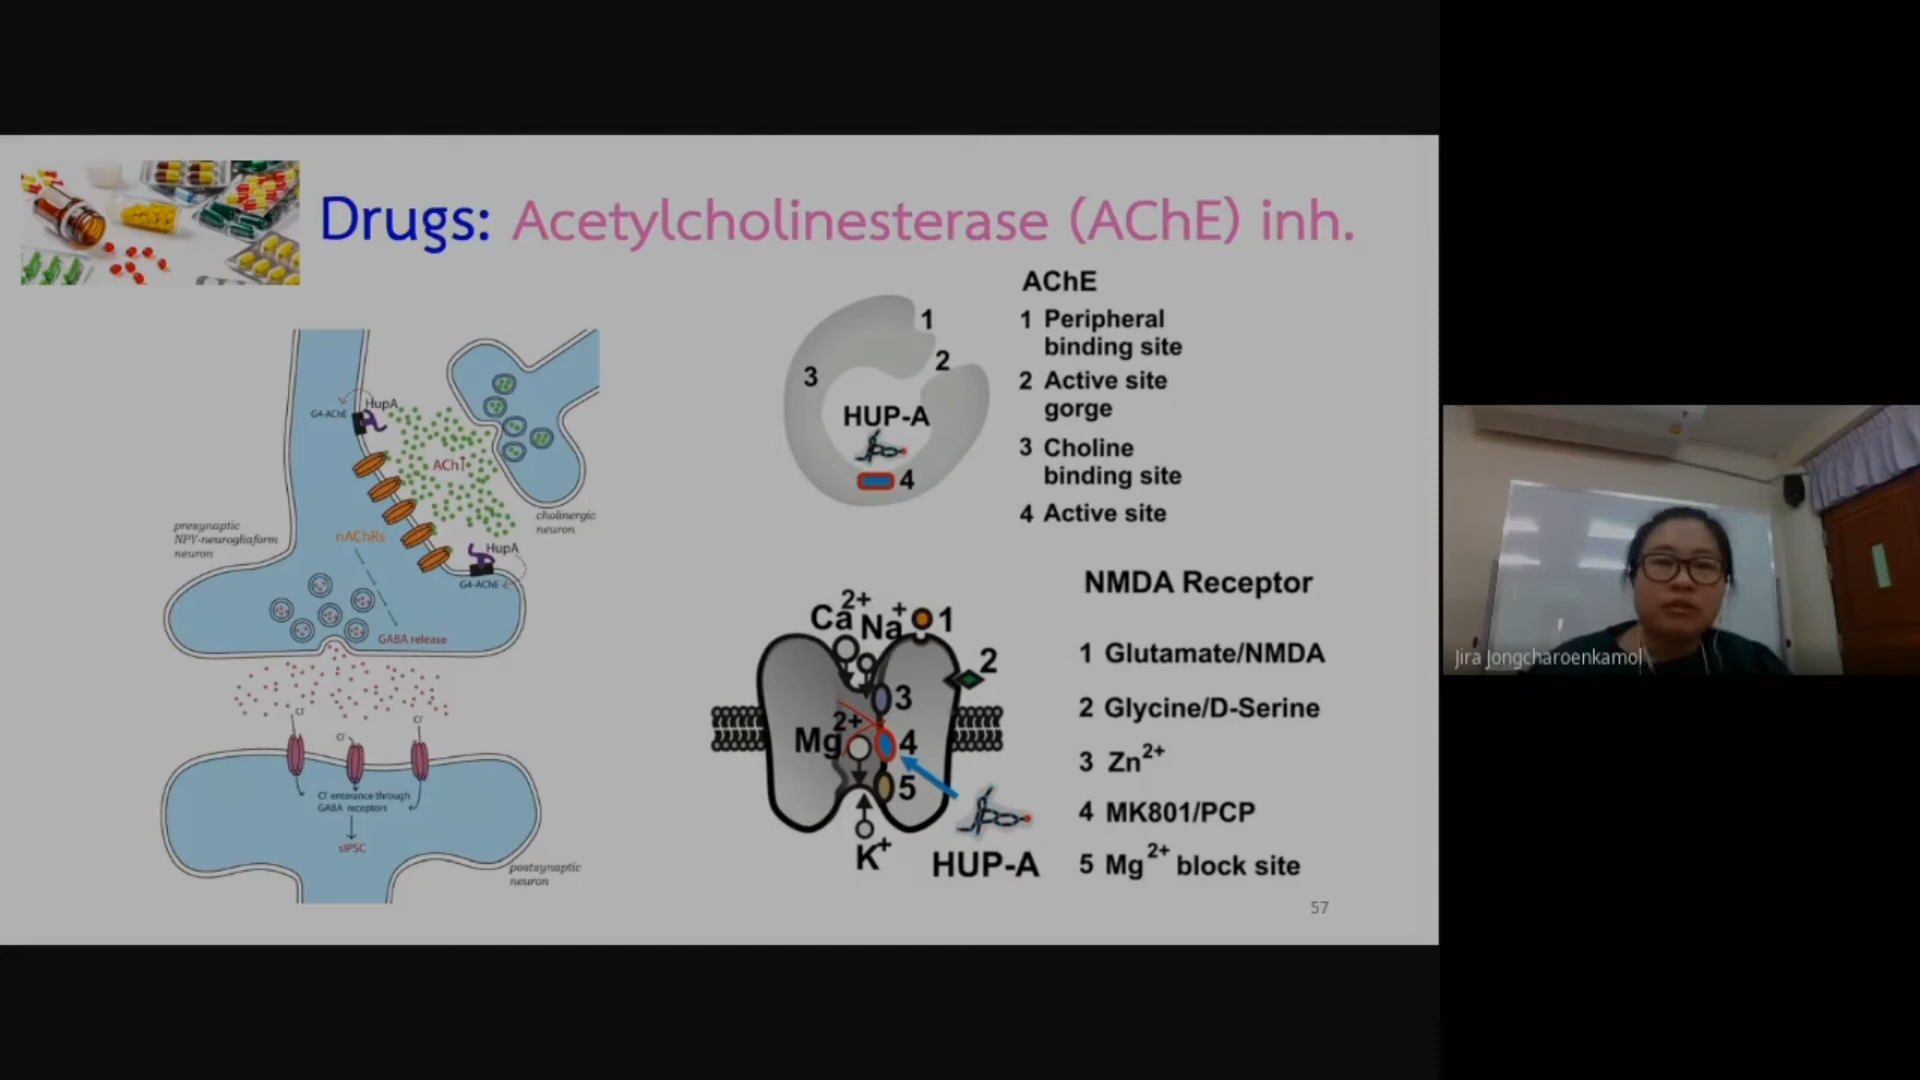 Drugs: Acetylcholinesterase (AChE) inh.
G4-AChE
HupA
ACh↑
cholinergic
neuron
presynaptic
NPY-neurogliaform
neuron
nAChRs
HupA
G4-AChE
GABA release
Cl⁻
Cl⁻
Cl⁻
Cl⁻ enterance through
GABA receptors
sIPSC
postsynaptic
neuron
1
2
3
HUP-A
4
AChE
1 Peripheral
binding site
2 Active site
gorge
3 Choline
binding site
4 Active site
NMDA Receptor
Ca2+ Na+ 1
2
3
Mg2+ 4
5
K+
HUP-A
1 Glutamate/NMDA
2 Glycine/D-Serine
3 Zn2+
4 MK801/PCP
5 Mg2+ block site
57
Jira Jongcharoenkamol